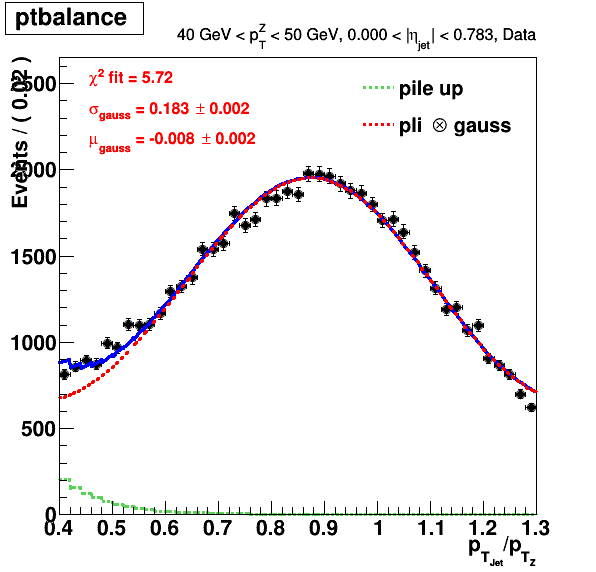 ptbalance
40 GeV < p_T^Z < 50 GeV, 0.000 < |η_jet| < 0.783, Data
Events / ( 0.02 )
χ² fit = 5.72
σ_gauss = 0.183 ± 0.002
μ_gauss = -0.008 ± 0.002
pile up
pli ⊗ gauss
2500
2000
1500
1000
500
0
0.4 0.5 0.6 0.7 0.8 0.9 1 1.1 1.2 1.3
p_T_Jet/p_T_Z